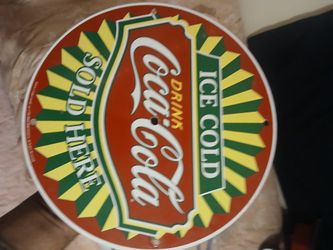 ICE COLD
DRINK
Coca-Cola
SOLD HERE